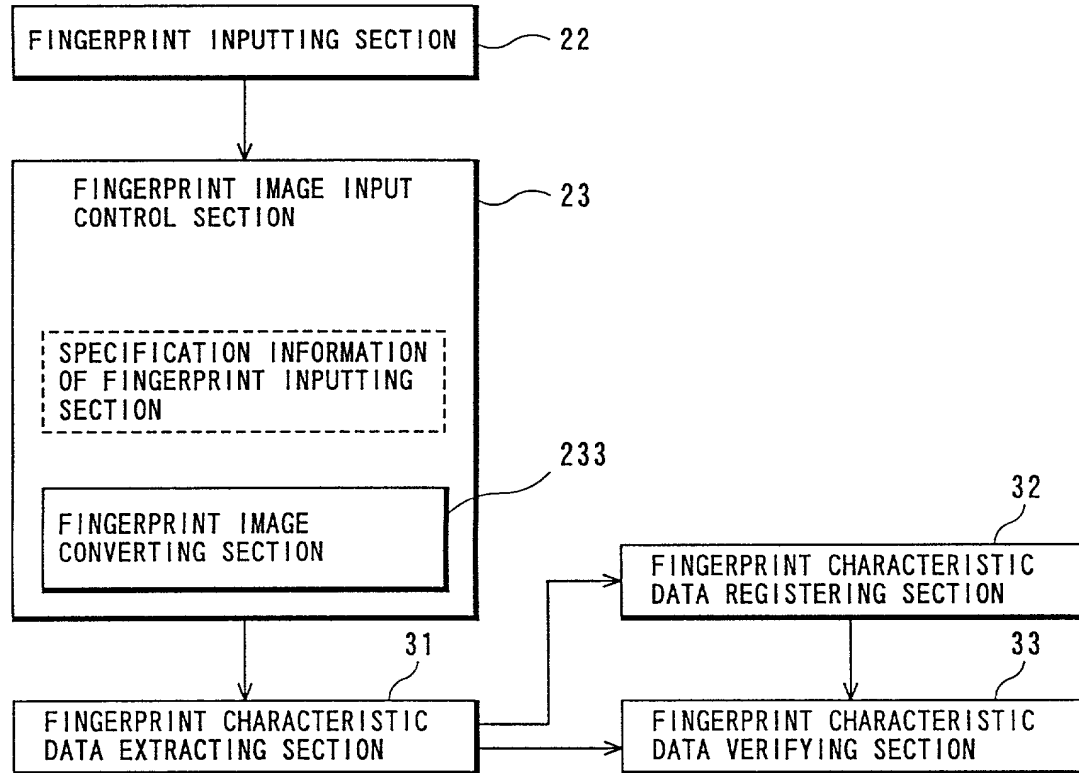 FINGERPRINT INPUTTING SECTION
22
FINGERPRINT IMAGE INPUT
CONTROL SECTION
23
SPECIFICATION INFORMATION
OF FINGERPRINT INPUTTING
SECTION
233
FINGERPRINT IMAGE
CONVERTING SECTION
32
FINGERPRINT CHARACTERISTIC
DATA REGISTERING SECTION
31
FINGERPRINT CHARACTERISTIC
DATA EXTRACTING SECTION
33
FINGERPRINT CHARACTERISTIC
DATA VERIFYING SECTION